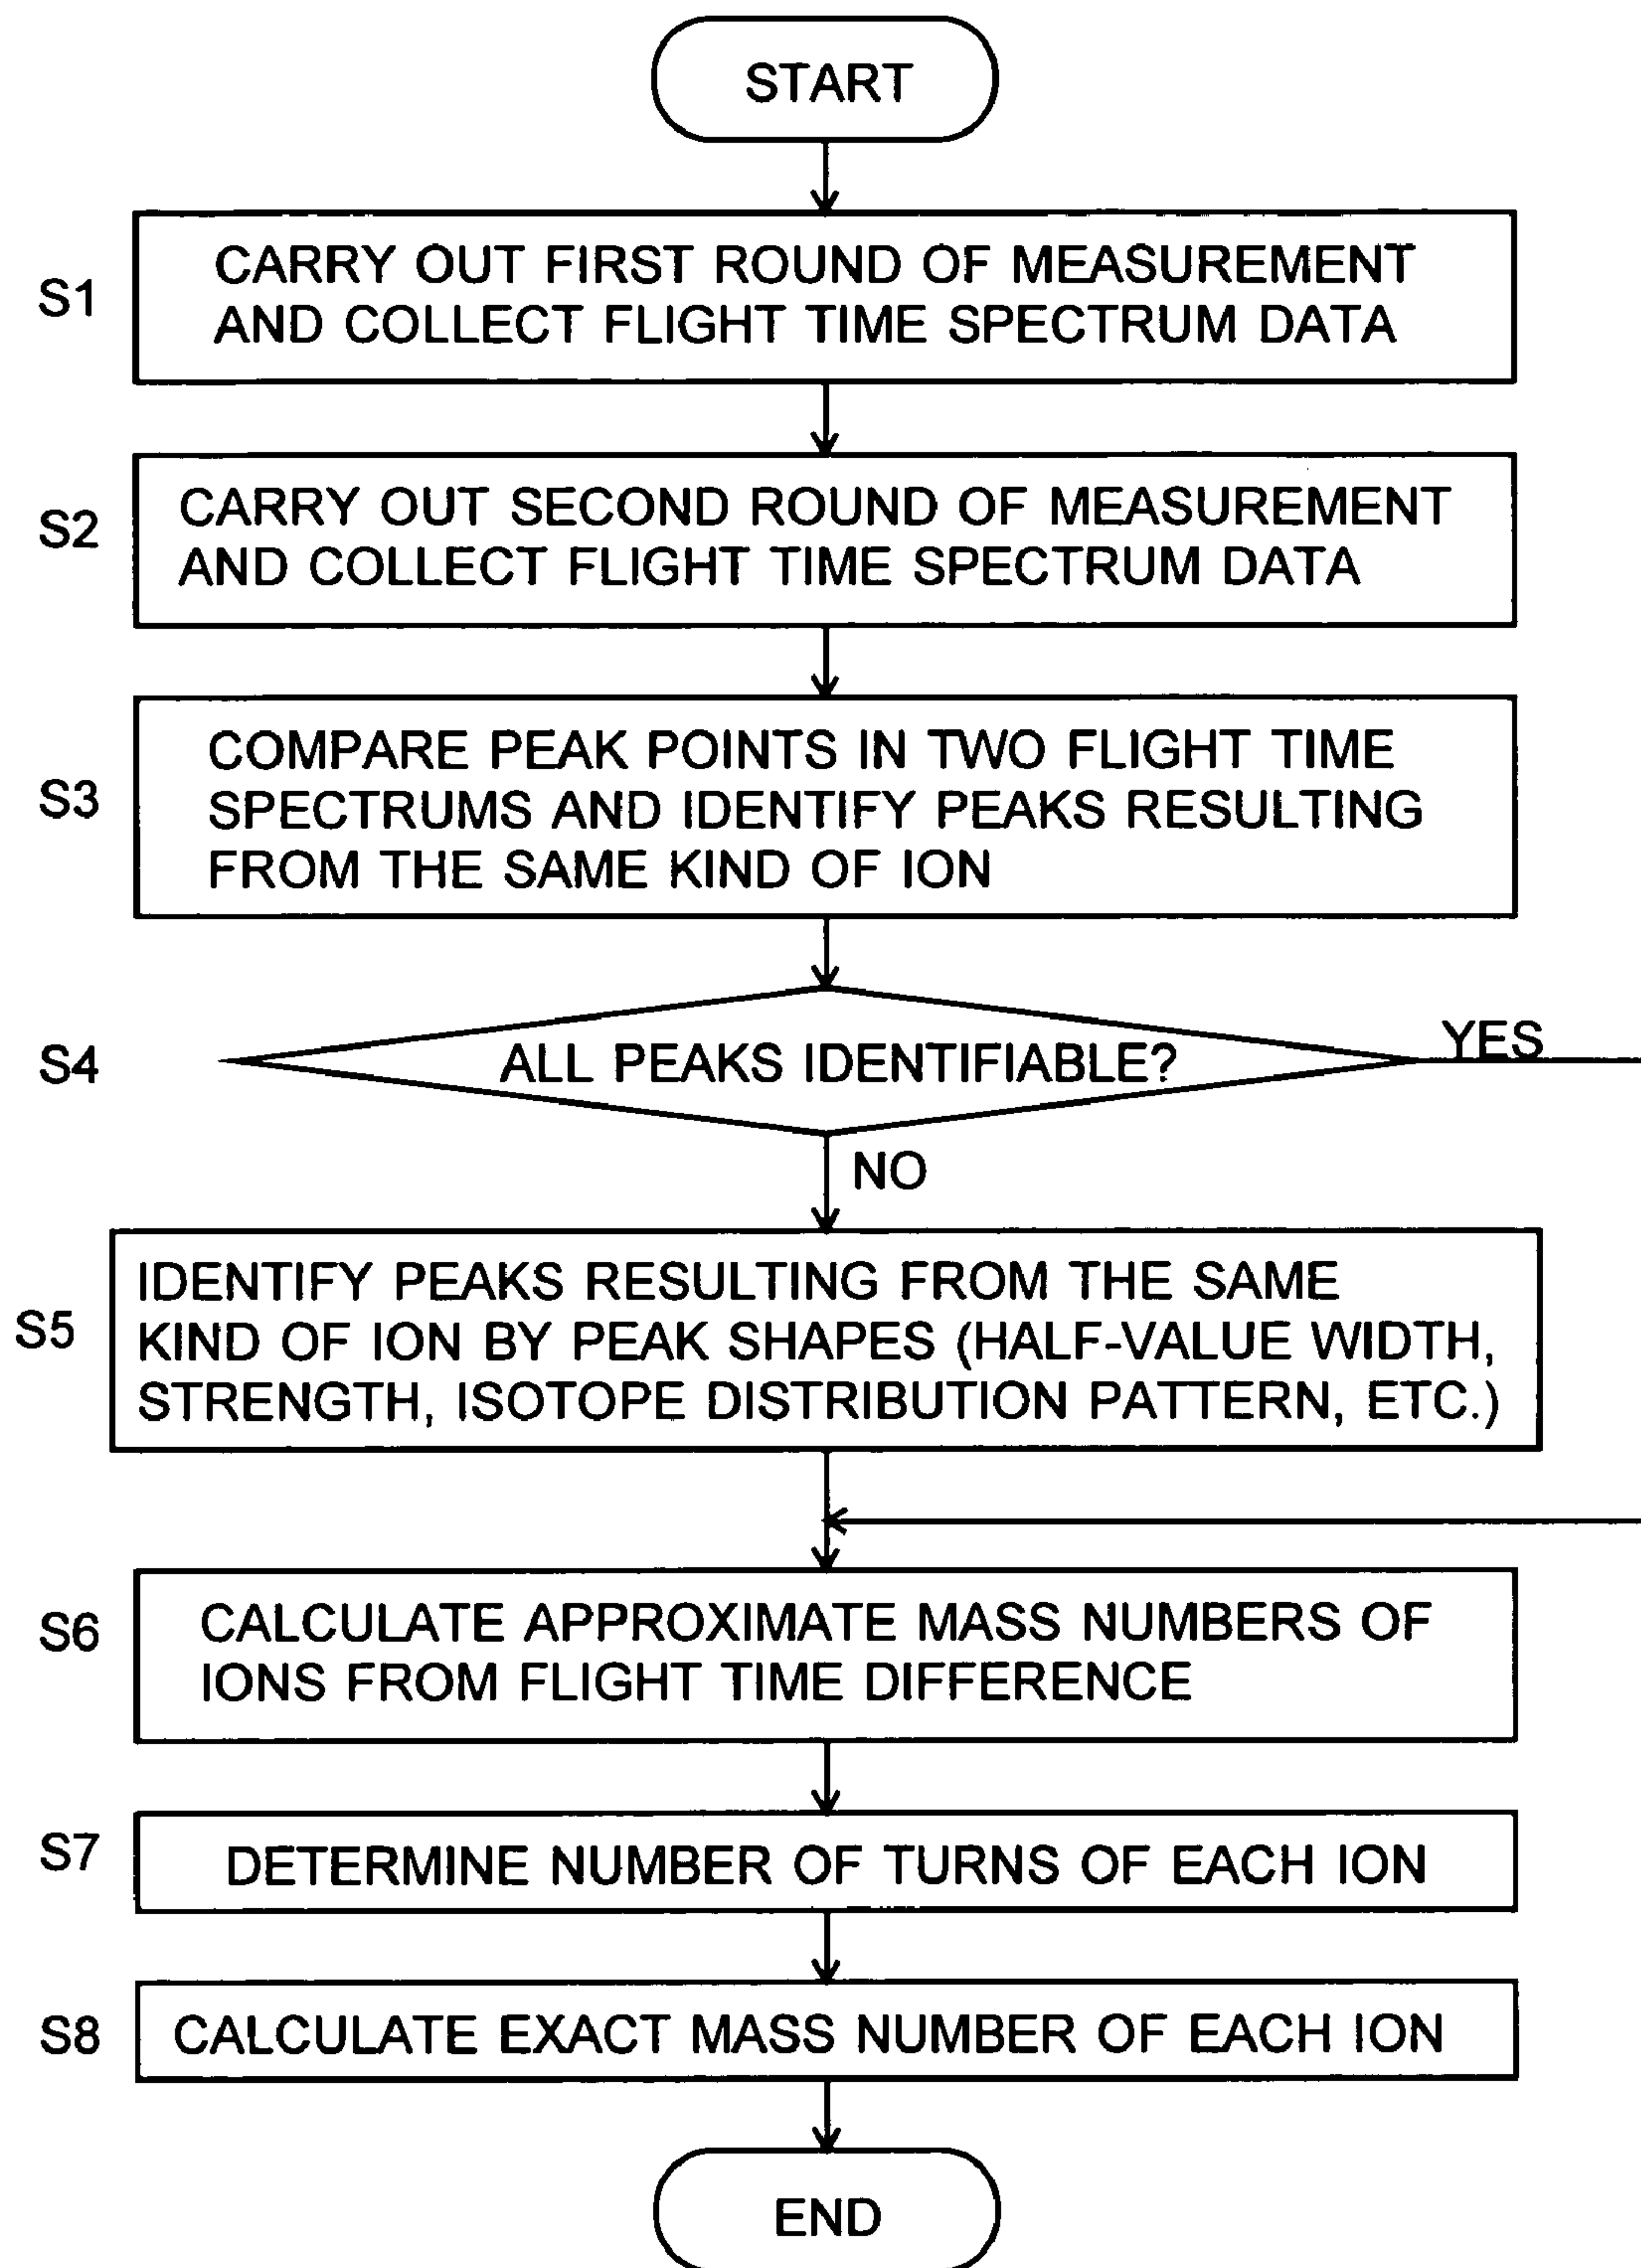 START
S1
CARRY OUT FIRST ROUND OF MEASUREMENT
AND COLLECT FLIGHT TIME SPECTRUM DATA
S2
CARRY OUT SECOND ROUND OF MEASUREMENT
AND COLLECT FLIGHT TIME SPECTRUM DATA
S3
COMPARE PEAK POINTS IN TWO FLIGHT TIME
SPECTRUMS AND IDENTIFY PEAKS RESULTING
FROM THE SAME KIND OF ION
S4
ALL PEAKS IDENTIFIABLE?
YES
NO
S5
IDENTIFY PEAKS RESULTING FROM THE SAME
KIND OF ION BY PEAK SHAPES (HALF-VALUE WIDTH,
STRENGTH, ISOTOPE DISTRIBUTION PATTERN, ETC.)
S6
CALCULATE APPROXIMATE MASS NUMBERS OF
IONS FROM FLIGHT TIME DIFFERENCE
S7
DETERMINE NUMBER OF TURNS OF EACH ION
S8
CALCULATE EXACT MASS NUMBER OF EACH ION
END